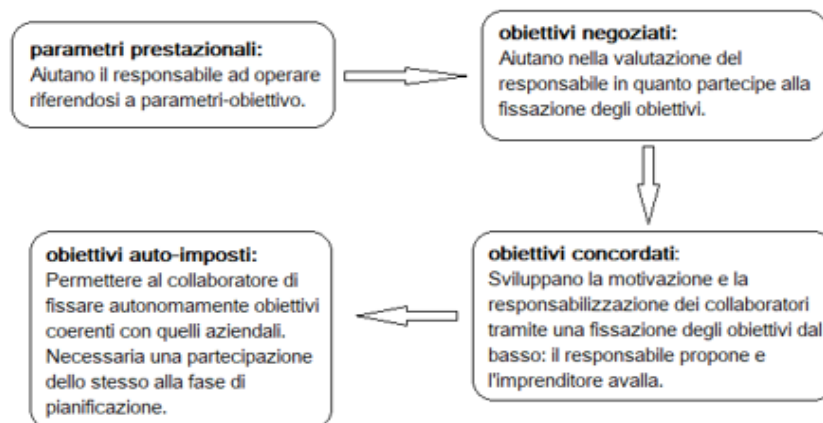 parametri prestazionali:
Aiutano il responsabile ad operare
riferendosi a parametri-obiettivo.
obiettivi negoziati:
Aiutano nella valutazione del
responsabile in quanto partecipe alla
fissazione degli obiettivi.
obiettivi concordati:
Sviluppano la motivazione e la
responsabilizzazione dei collaboratori
tramite una fissazione degli obiettivi dal
basso: il responsabile propone e
l'imprenditore avalla.
obiettivi auto-imposti:
Permettere al collaboratore di
fissare autonomamente obiettivi
coerenti con quelli aziendali.
Necessaria una partecipazione
dello stesso alla fase di
pianificazione.